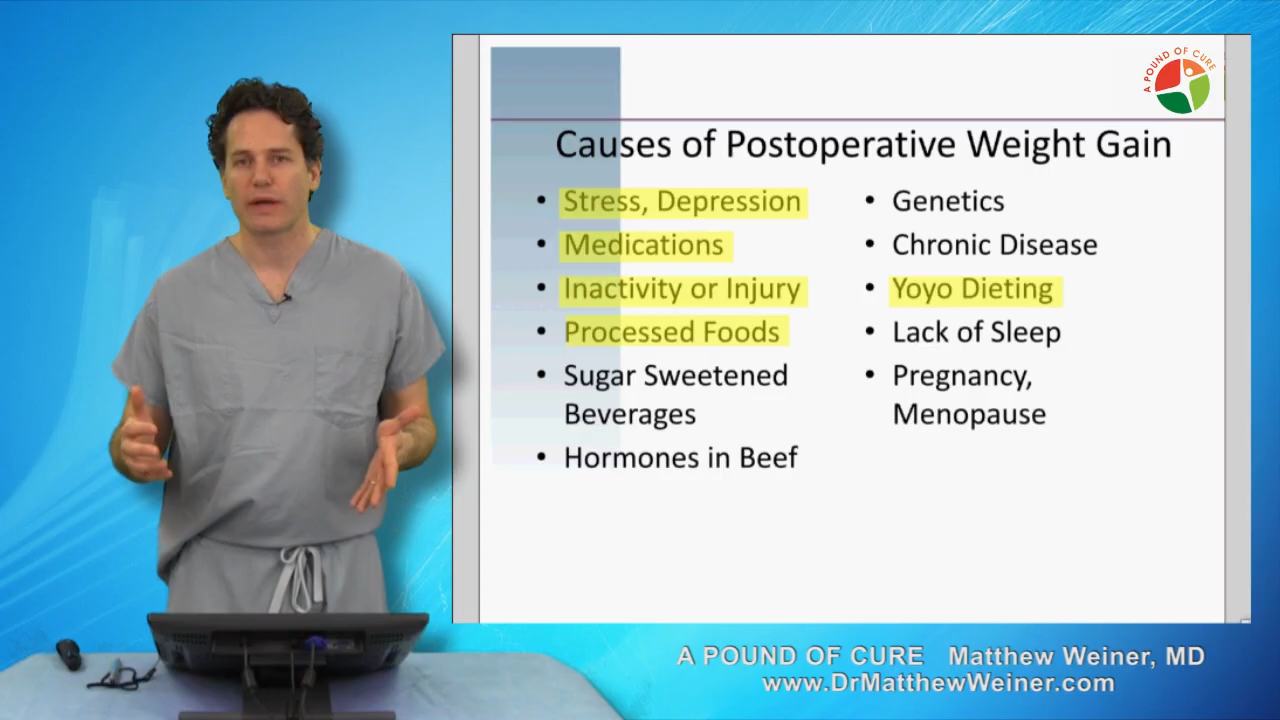 A POUND OF CURE
Causes of Postoperative Weight Gain
• Stress, Depression
• Medications
• Inactivity or Injury
• Processed Foods
• Sugar Sweetened
Beverages
• Hormones in Beef
• Genetics
• Chronic Disease
• Yoyo Dieting
• Lack of Sleep
• Pregnancy,
Menopause
A POUND OF CURE Matthew Weiner, MD
www.DrMatthewWeiner.com